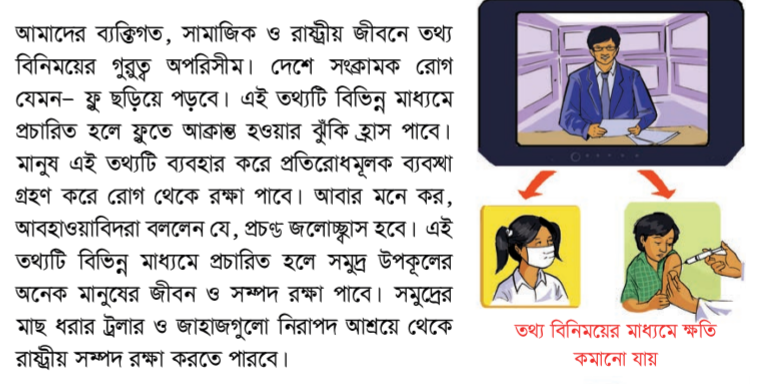 আমাদের ব্যক্তিগত, সামাজিক ও রাষ্ট্রীয় জীবনে তথ্য
বিনিময়ের গুরুত্ব অপরিসীম। দেশে সংক্রামক রোগ
যেমন– ফ্লু ছড়িয়ে পড়বে। এই তথ্যটি বিভিন্ন মাধ্যমে
প্রচারিত হলে ফ্লুতে আক্রান্ত হওয়ার ঝুঁকি হ্রাস পাবে।
মানুষ এই তথ্যটি ব্যবহার করে প্রতিরোধমূলক ব্যবস্থা
গ্রহণ করে রোগ থেকে রক্ষা পাবে। আবার মনে কর,
আবহাওয়াবিদরা বললেন যে, প্রচণ্ড জলোচ্ছ্বাস হবে। এই
তথ্যটি বিভিন্ন মাধ্যমে প্রচারিত হলে সমুদ্র উপকূলের
অনেক মানুষের জীবন ও সম্পদ রক্ষা পাবে। সমুদ্রের
মাছ ধরার ট্রলার ও জাহাজগুলো নিরাপদ আশ্রয়ে থেকে
রাষ্ট্রীয় সম্পদ রক্ষা করতে পারবে।
তথ্য বিনিময়ের মাধ্যমে ক্ষতি
কমানো যায়